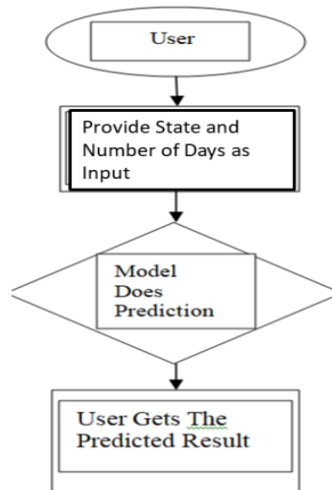 User
Provide State and
Number of Days as
Input
Model
Does
Prediction
User Gets The
Predicted Result